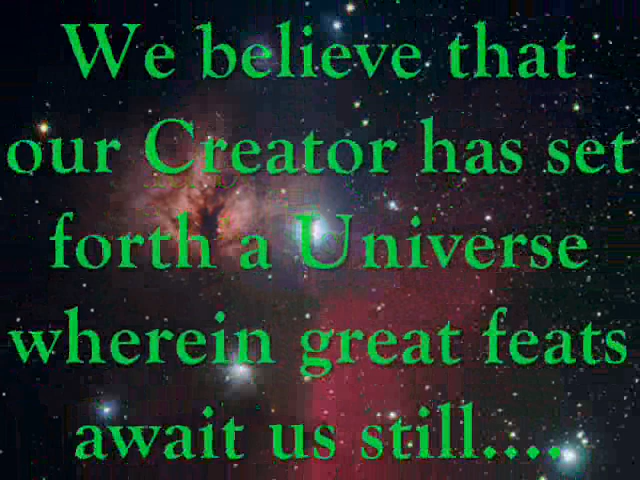 We believe that
our Creator has set
forth a Universe
wherein great feats
await us still....